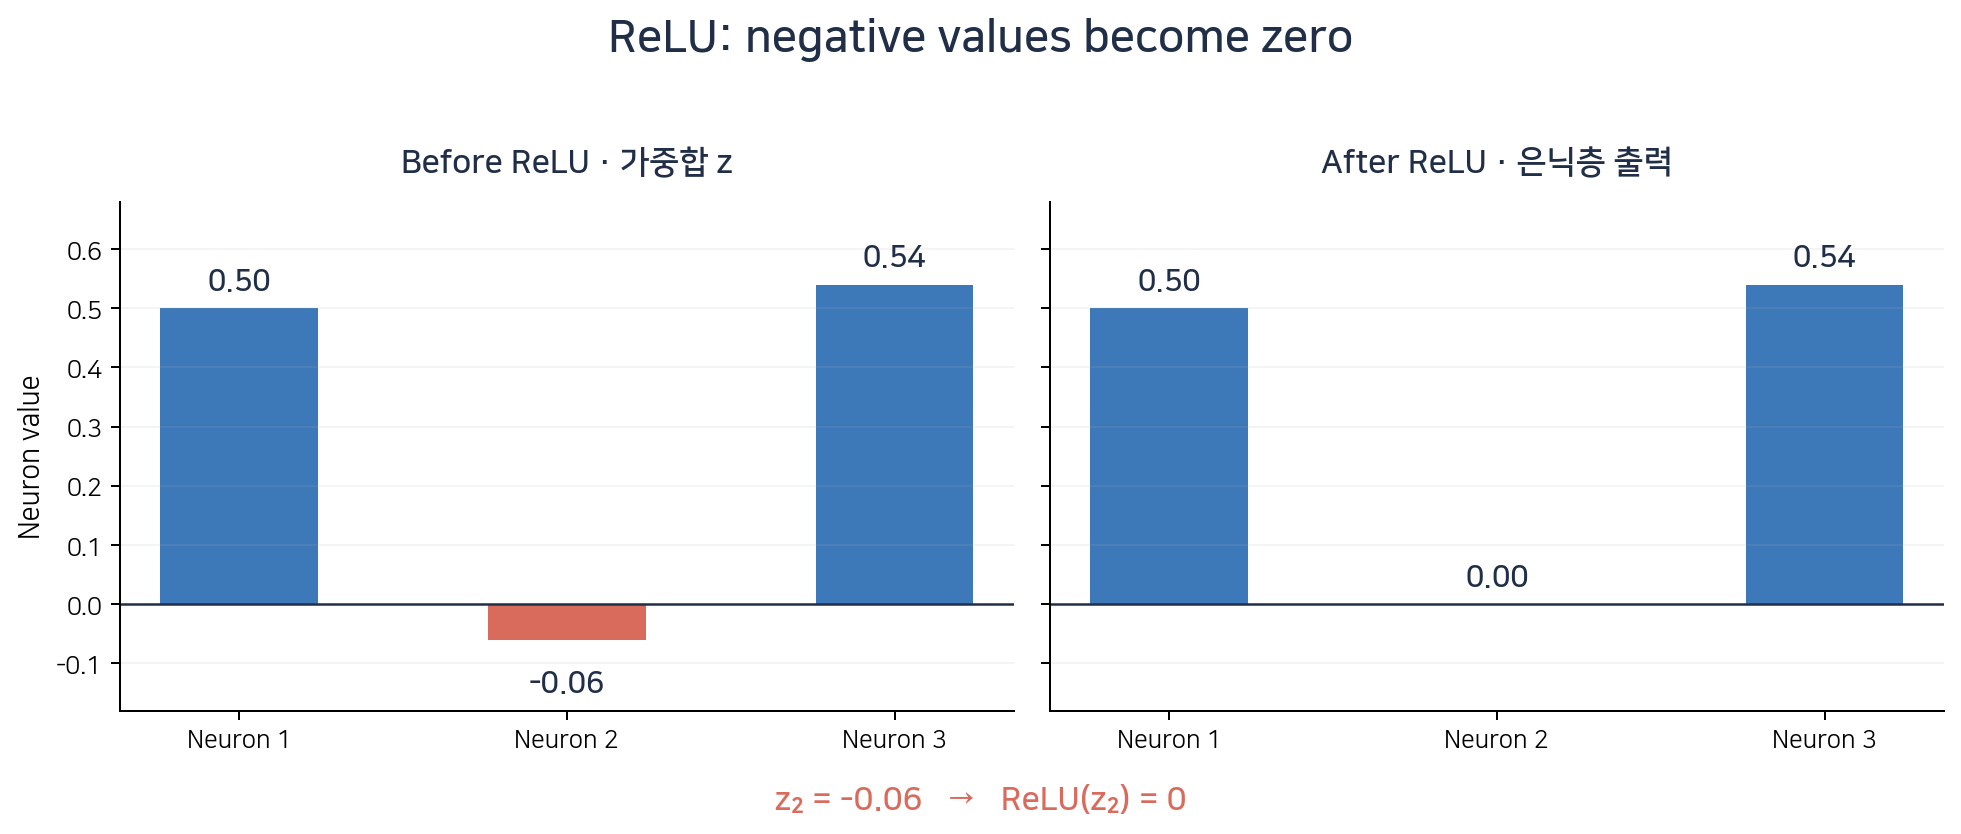 ReLU: negative values become zero
Before ReLU · 가중합 z
After ReLU · 은닉층 출력
Neuron value
0.6
0.5
0.4
0.3
0.2
0.1
0.0
-0.1
0.50
-0.06
0.54
0.50
0.00
0.54
Neuron 1
Neuron 2
Neuron 3
Neuron 1
Neuron 2
Neuron 3
z₂ = -0.06 → ReLU(z₂) = 0